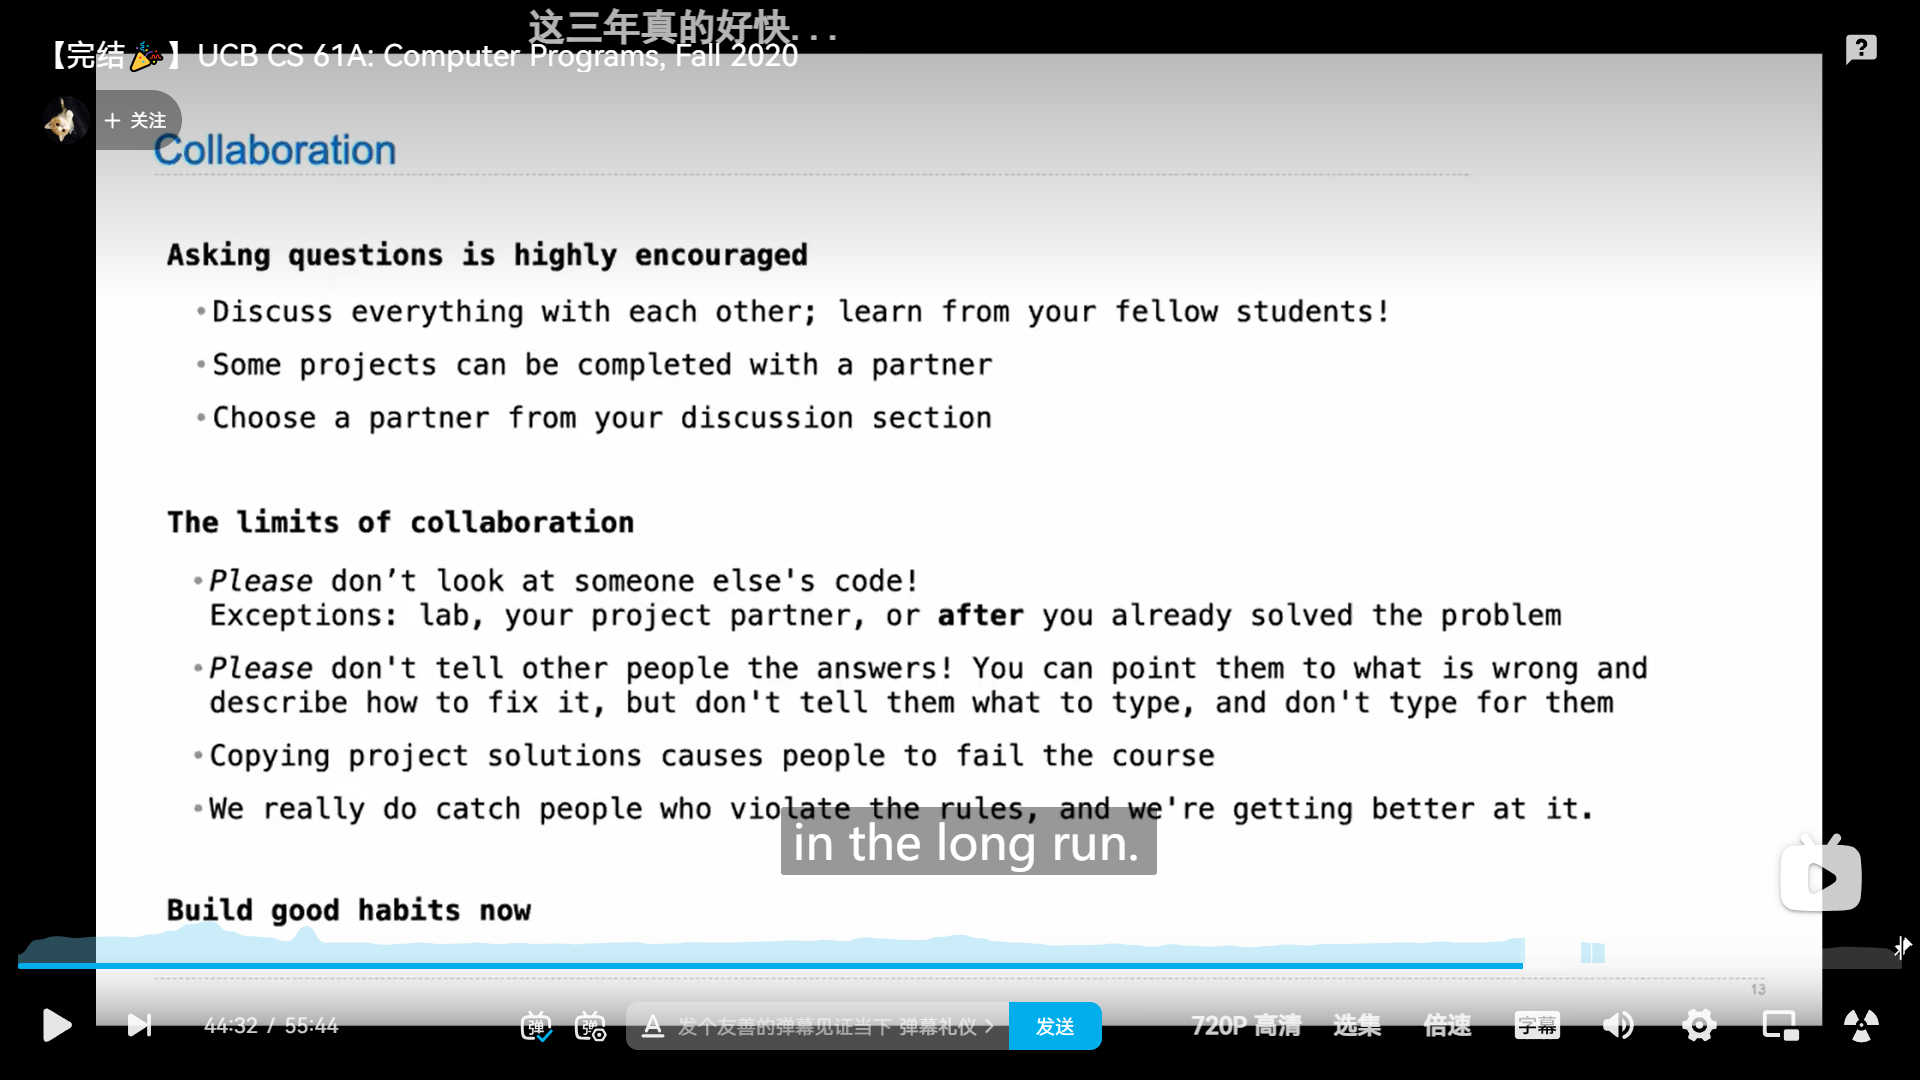 这三年真的好快...
【完结🎉】UCB CS 61A: Computer Programs, Fall 2020
?
+ 关注
Collaboration
Asking questions is highly encouraged
•Discuss everything with each other; learn from your fellow students!
•Some projects can be completed with a partner
•Choose a partner from your discussion section
The limits of collaboration
•Please don’t look at someone else's code!
Exceptions: lab, your project partner, or after you already solved the problem
•Please don't tell other people the answers! You can point them to what is wrong and
describe how to fix it, but don't tell them what to type, and don't type for them
•Copying project solutions causes people to fail the course
•We really do catch people who violate the rules, and we're getting better at it.
in the long run.
Build good habits now
13
44:32 / 55:44
弹
弹
A 发个友善的弹幕见证当下 弹幕礼仪 >
发送
720P 高清
选集
倍速
字幕